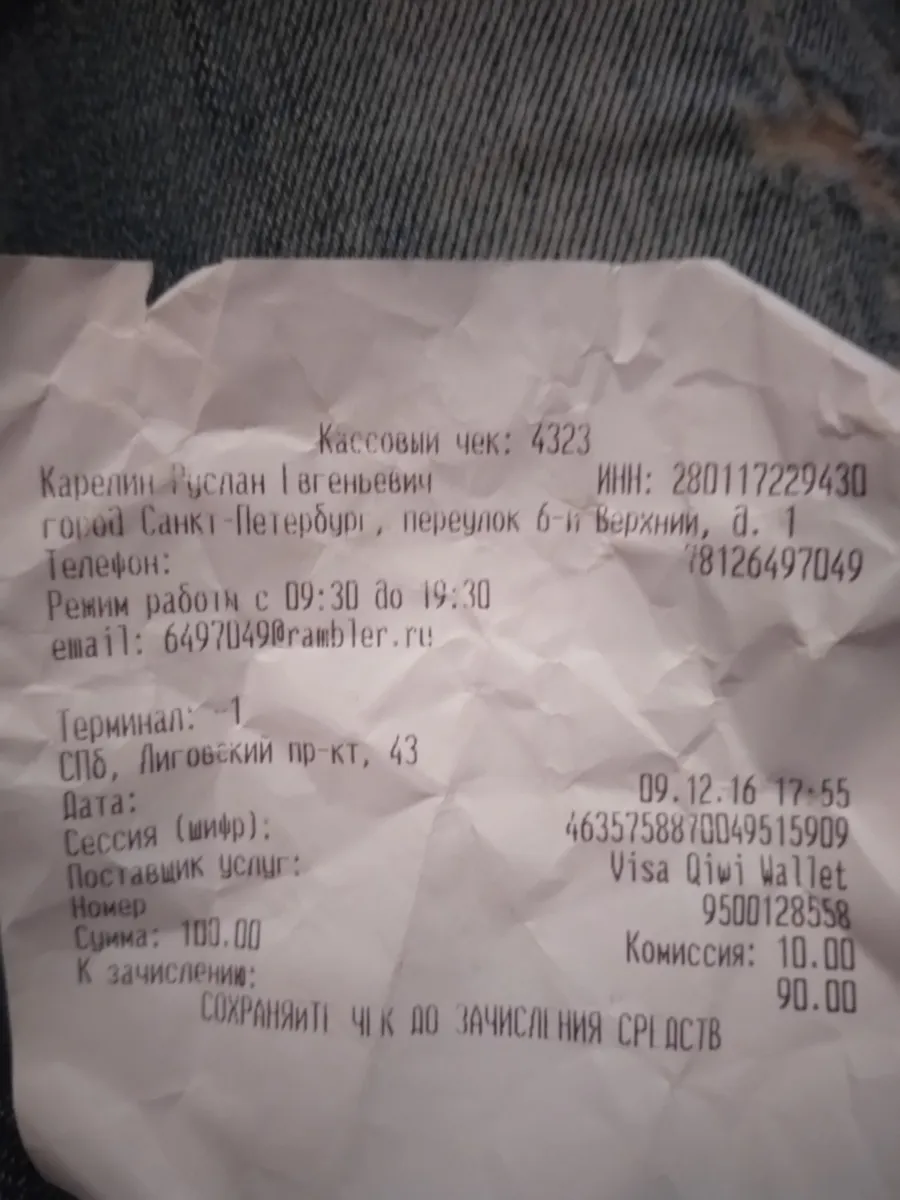 Кассовый чек: 4323
Карелин Руслан Евгеньевич ИНН: 280117229430
город Санкт-Петербург, переулок 6-й Верхний, д. 1
Телефон: 78126497049
Режим работы с 09:30 до 19:30
email: 6497049@rambler.ru
Терминал: -1
СПб, Лиговский пр-кт, 43
Дата: 09.12.16 17:55
Сессия (шифр): 4635758870049515909
Поставщик услуг: Visa Qiwi Wallet
Номер 9500128558
Сумма: 100.00 Комиссия: 10.00
К зачислению: 90.00
СОХРАНЯЙТЕ ЧЕК ДО ЗАЧИСЛЕНИЯ СРЕДСТВ